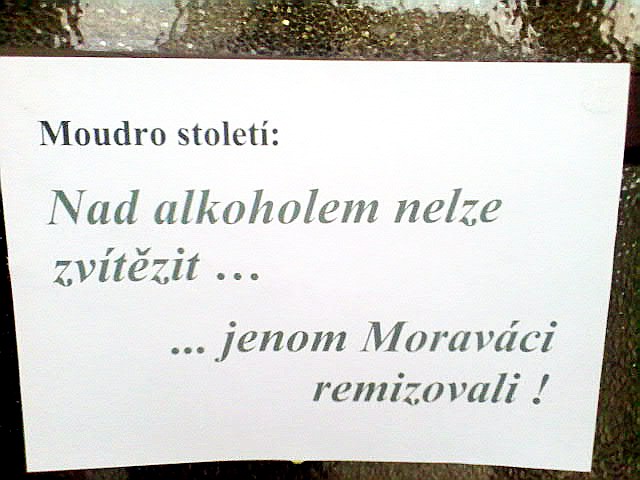 Moudro století:
Nad alkoholem nelze
zvítězit ...
... jenom Moraváci
remizovali !